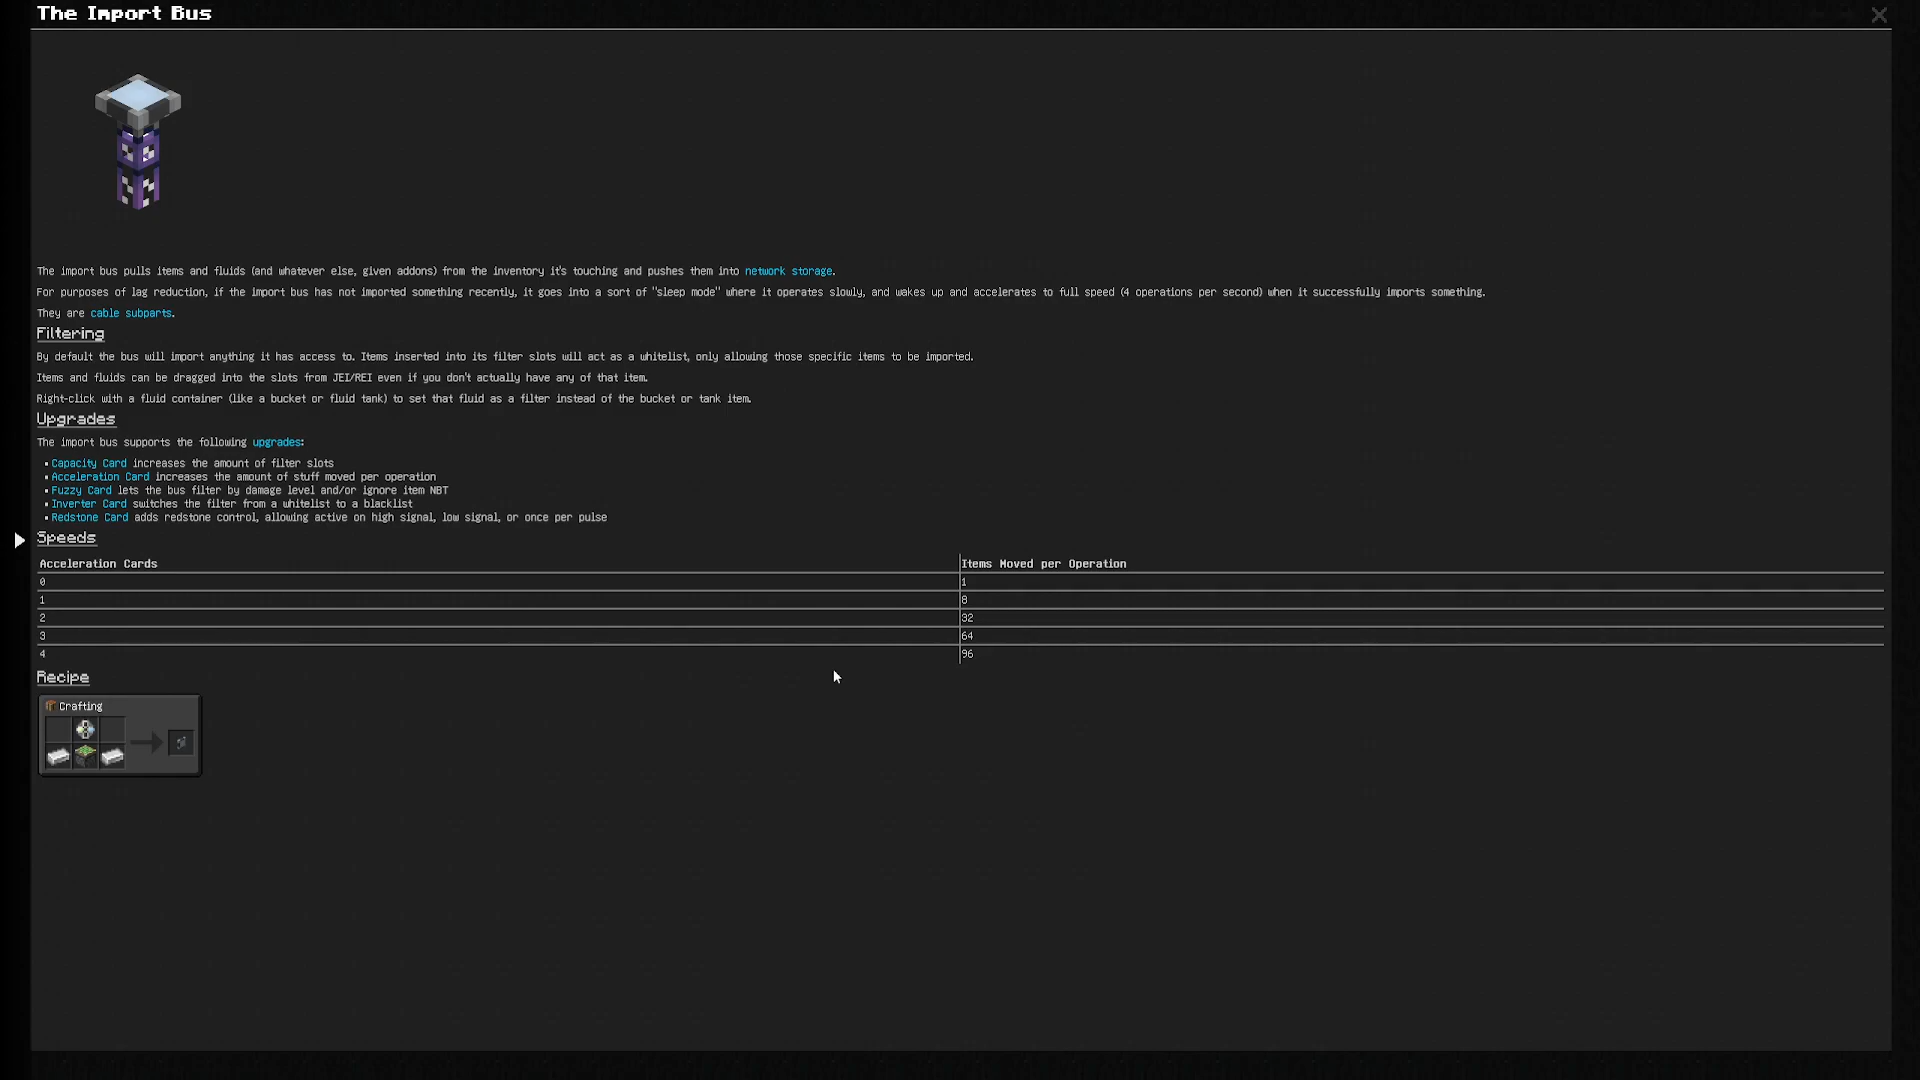 The Import Bus
The import bus pulls items and fluids (and whatever else, given addons) from the inventory it's touching and pushes them into network storage.
For purposes of lag reduction, if the import bus has not imported something recently, it goes into a sort of "sleep mode" where it operates slowly, and wakes up and accelerates to full speed (4 operations per second) when it successfully imports something.
They are cable subparts.
Filtering
By default the bus will import anything it has access to. Items inserted into its filter slots will act as a whitelist, only allowing those specific items to be imported.
Items and fluids can be dragged into the slots from JEI/REI even if you don't actually have any of that item.
Right-click with a fluid container (like a bucket or fluid tank) to set that fluid as a filter instead of the bucket or tank item.
Upgrades
The import bus supports the following upgrades:
▪ Capacity Card increases the amount of filter slots
▪ Acceleration Card increases the amount of stuff moved per operation
▪ Fuzzy Card lets the bus filter by damage level and/or ignore item NBT
▪ Inverter Card switches the filter from a whitelist to a blacklist
▪ Redstone Card adds redstone control, allowing active on high signal, low signal, or once per pulse
Speeds
Acceleration Cards Items Moved per Operation
0 1
1 8
2 32
3 64
4 96
Recipe
Crafting